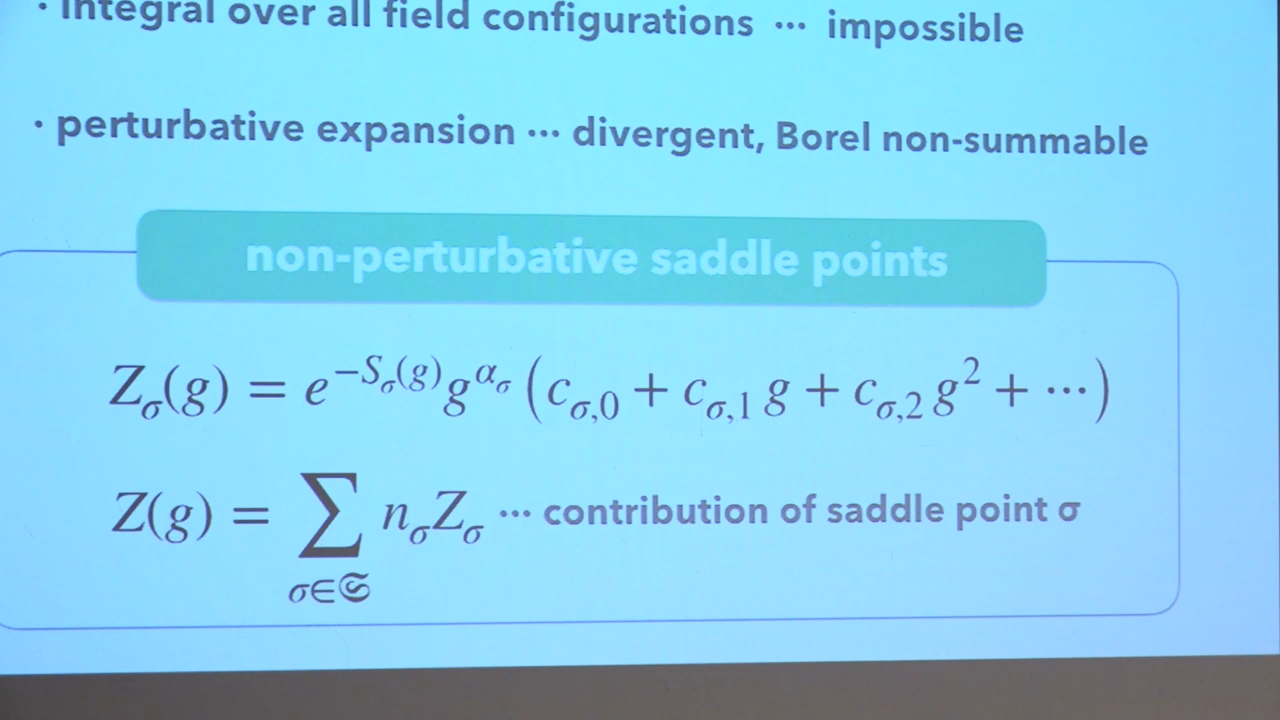 · integral over all field configurations ··· impossible
· perturbative expansion ··· divergent, Borel non-summable
non-perturbative saddle points
Z_σ(g) = e^{−S_σ(g)} g^{α_σ} (c_{σ,0} + c_{σ,1} g + c_{σ,2} g² + ···)
Z(g) = ∑_{σ∈𝔖} n_σ Z_σ ··· contribution of saddle point σ